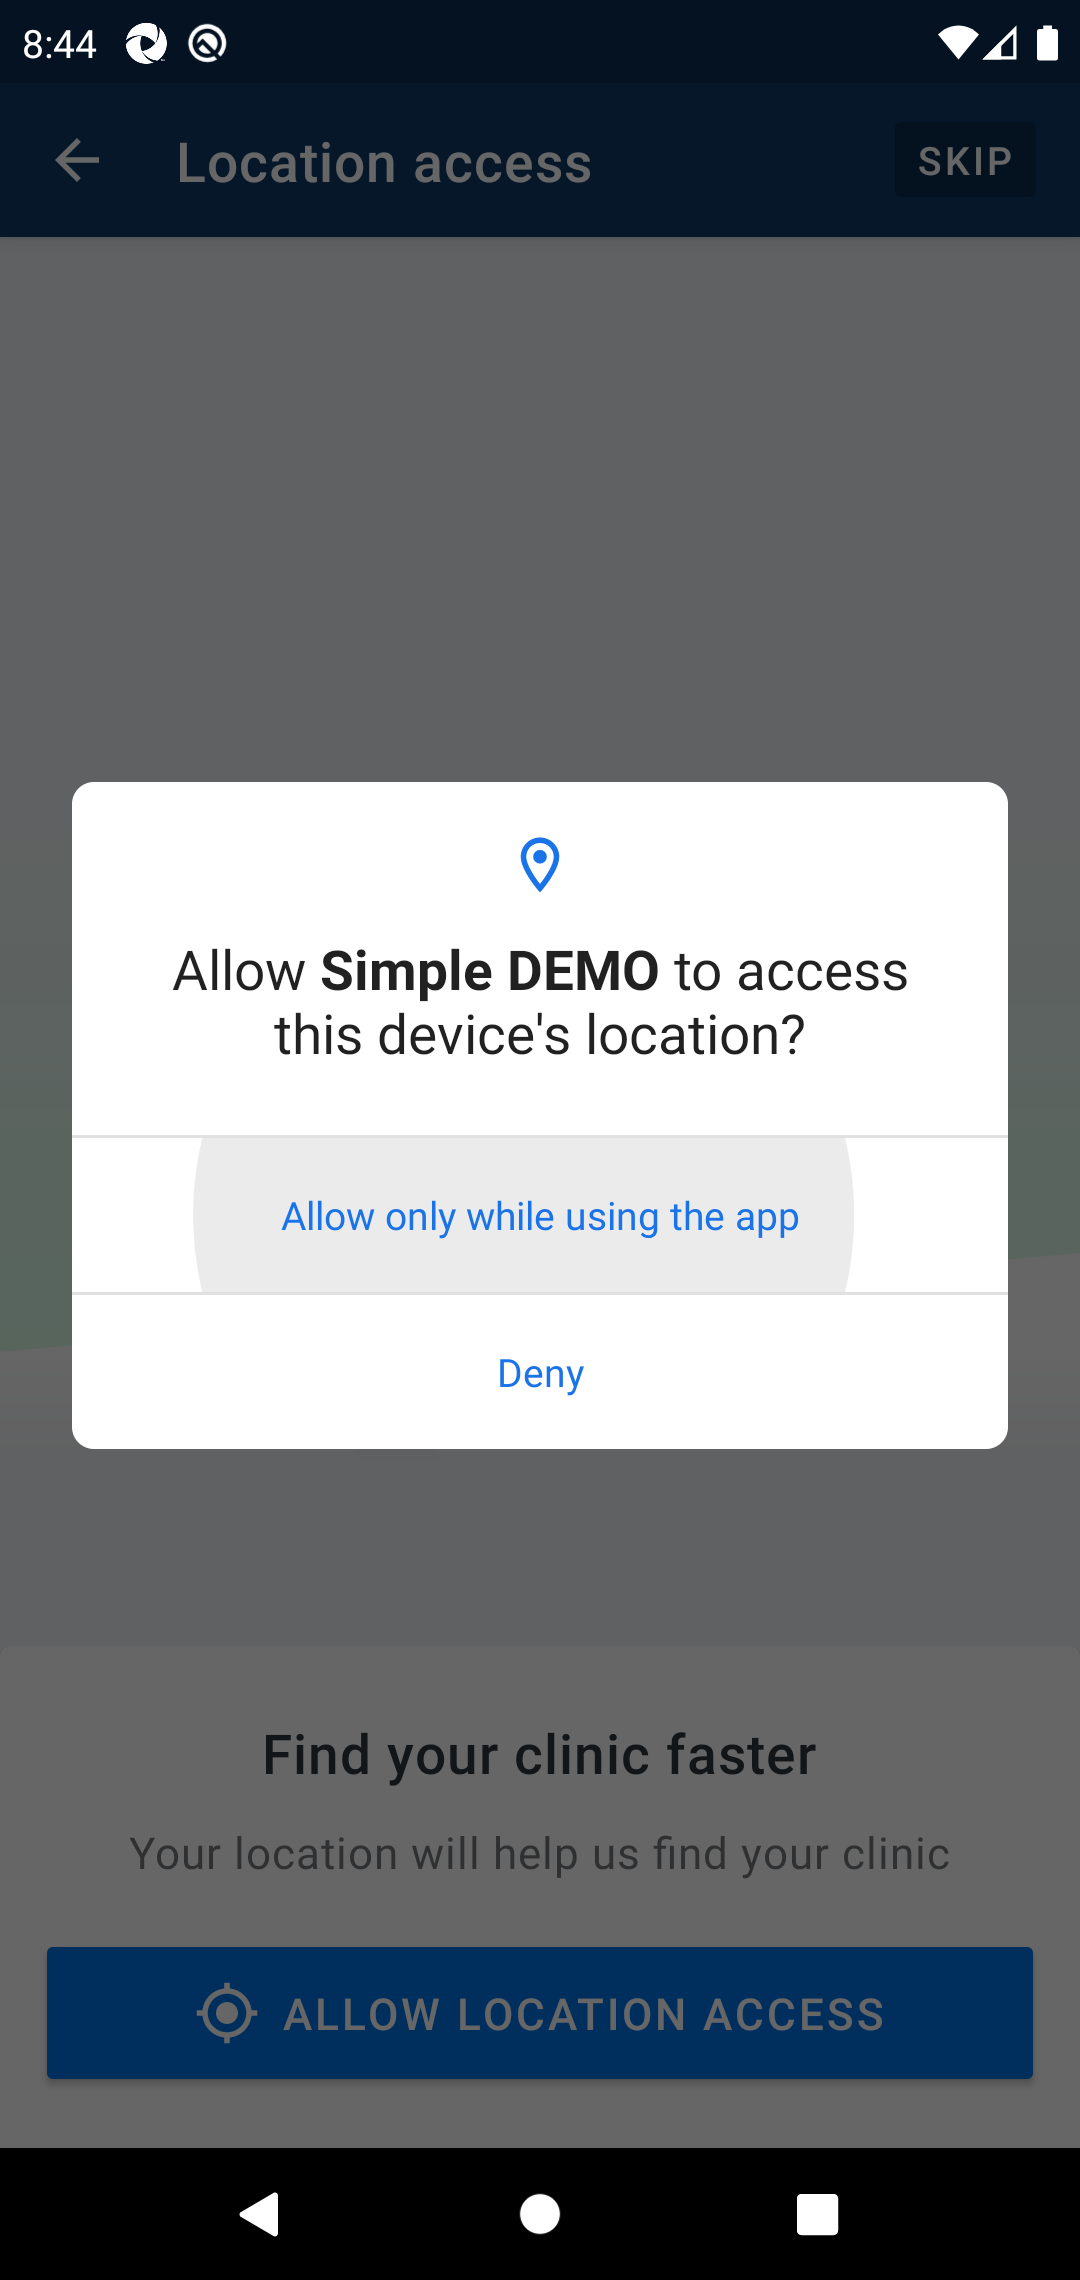 8:44
Location access
SKIP
Allow Simple DEMO to access
this device's location?
Allow only while using the app
Deny
Find your clinic faster
Your location will help us find your clinic
ALLOW LOCATION ACCESS